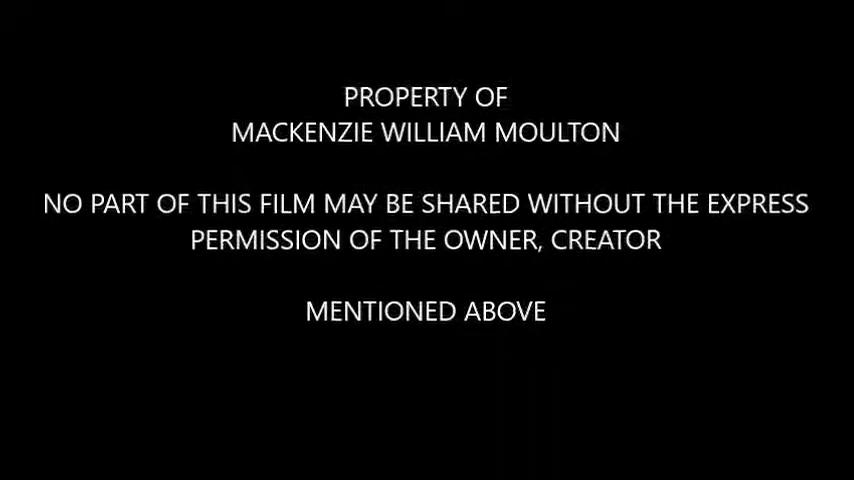 PROPERTY OF
MACKENZIE WILLIAM MOULTON
NO PART OF THIS FILM MAY BE SHARED WITHOUT THE EXPRESS
PERMISSION OF THE OWNER, CREATOR
MENTIONED ABOVE